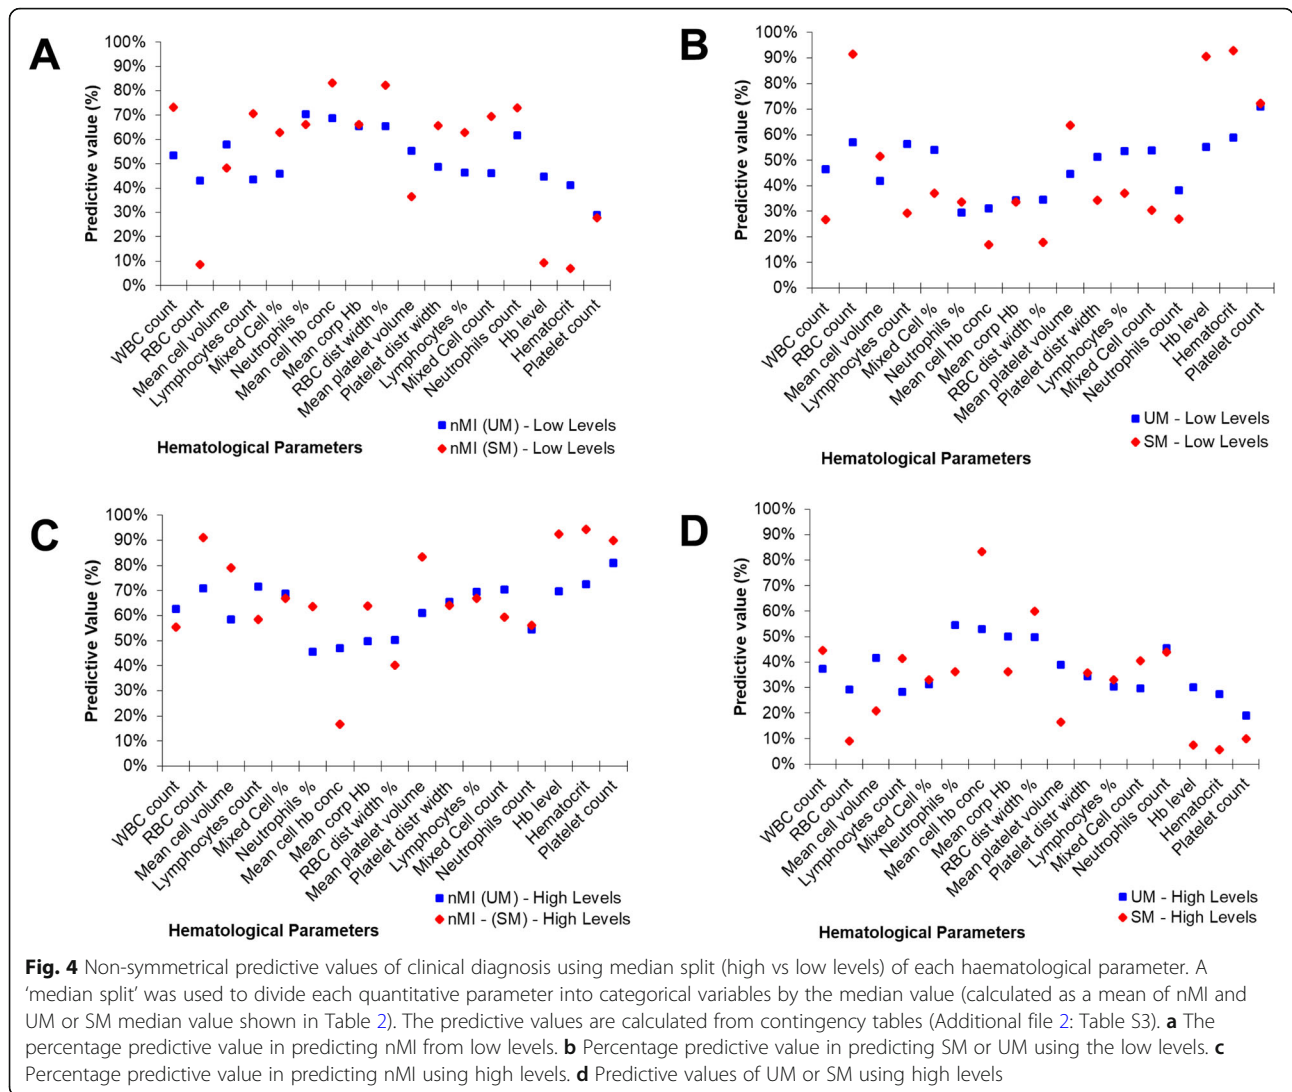 A
100%
90%
80%
70%
60%
50%
40%
30%
20%
10%
0%
Predictive value (%)
WBC count
RBC count
Mean cell volume
Lymphocytes count
Mixed Cell %
Neutrophils %
Mean cell hb conc
Mean corp Hb
RBC dist width %
Mean platelet volume
Platelet distr width
Lymphocytes %
Mixed Cell count
Neutrophils count
Hb level
Hematocrit
Platelet count
nMI (UM) - Low Levels
nMI (SM) - Low Levels
Hematological Parameters
B
100%
90%
80%
70%
60%
50%
40%
30%
20%
10%
0%
Predictive value (%)
WBC count
RBC count
Mean cell volume
Lymphocytes count
Mixed Cell %
Neutrophils %
Mean cell hb conc
Mean corp Hb
RBC dist width %
Mean platelet volume
Platelet distr width
Lymphocytes %
Mixed Cell count
Neutrophils count
Hb level
Hematocrit
Platelet count
UM - Low Levels
SM - Low Levels
Hematological Parameters
C
100%
90%
80%
70%
60%
50%
40%
30%
20%
10%
0%
Predictive Value (%)
WBC count
RBC count
Mean cell volume
Lymphocytes count
Mixed Cell %
Neutrophils %
Mean cell hb conc
Mean corp Hb
RBC dist width %
Mean platelet volume
Platelet distr width
Lymphocytes %
Mixed Cell count
Neutrophils count
Hb level
Hematocrit
Platelet count
nMI (UM) - High Levels
nMI - (SM) - High Levels
Hematological Parameters
D
100%
90%
80%
70%
60%
50%
40%
30%
20%
10%
0%
Predictive value (%)
WBC count
RBC count
Mean cell volume
Lymphocytes count
Mixed Cell %
Neutrophils %
Mean cell hb conc
Mean corp Hb
RBC dist width %
Mean platelet volume
Platelet distr width
Lymphocytes %
Mixed Cell count
Neutrophils count
Hb level
Hematocrit
Platelet count
UM - High Levels
SM - High Levels
Hematological Parameters
Fig. 4 Non-symmetrical predictive values of clinical diagnosis using median split (high vs low levels) of each haematological parameter. A
‘median split’ was used to divide each quantitative parameter into categorical variables by the median value (calculated as a mean of nMI and
UM or SM median value shown in Table 2). The predictive values are calculated from contingency tables (Additional file 2: Table S3). a The
percentage predictive value in predicting nMI from low levels. b Percentage predictive value in predicting SM or UM using the low levels. c
Percentage predictive value in predicting nMI using high levels. d Predictive values of UM or SM using high levels